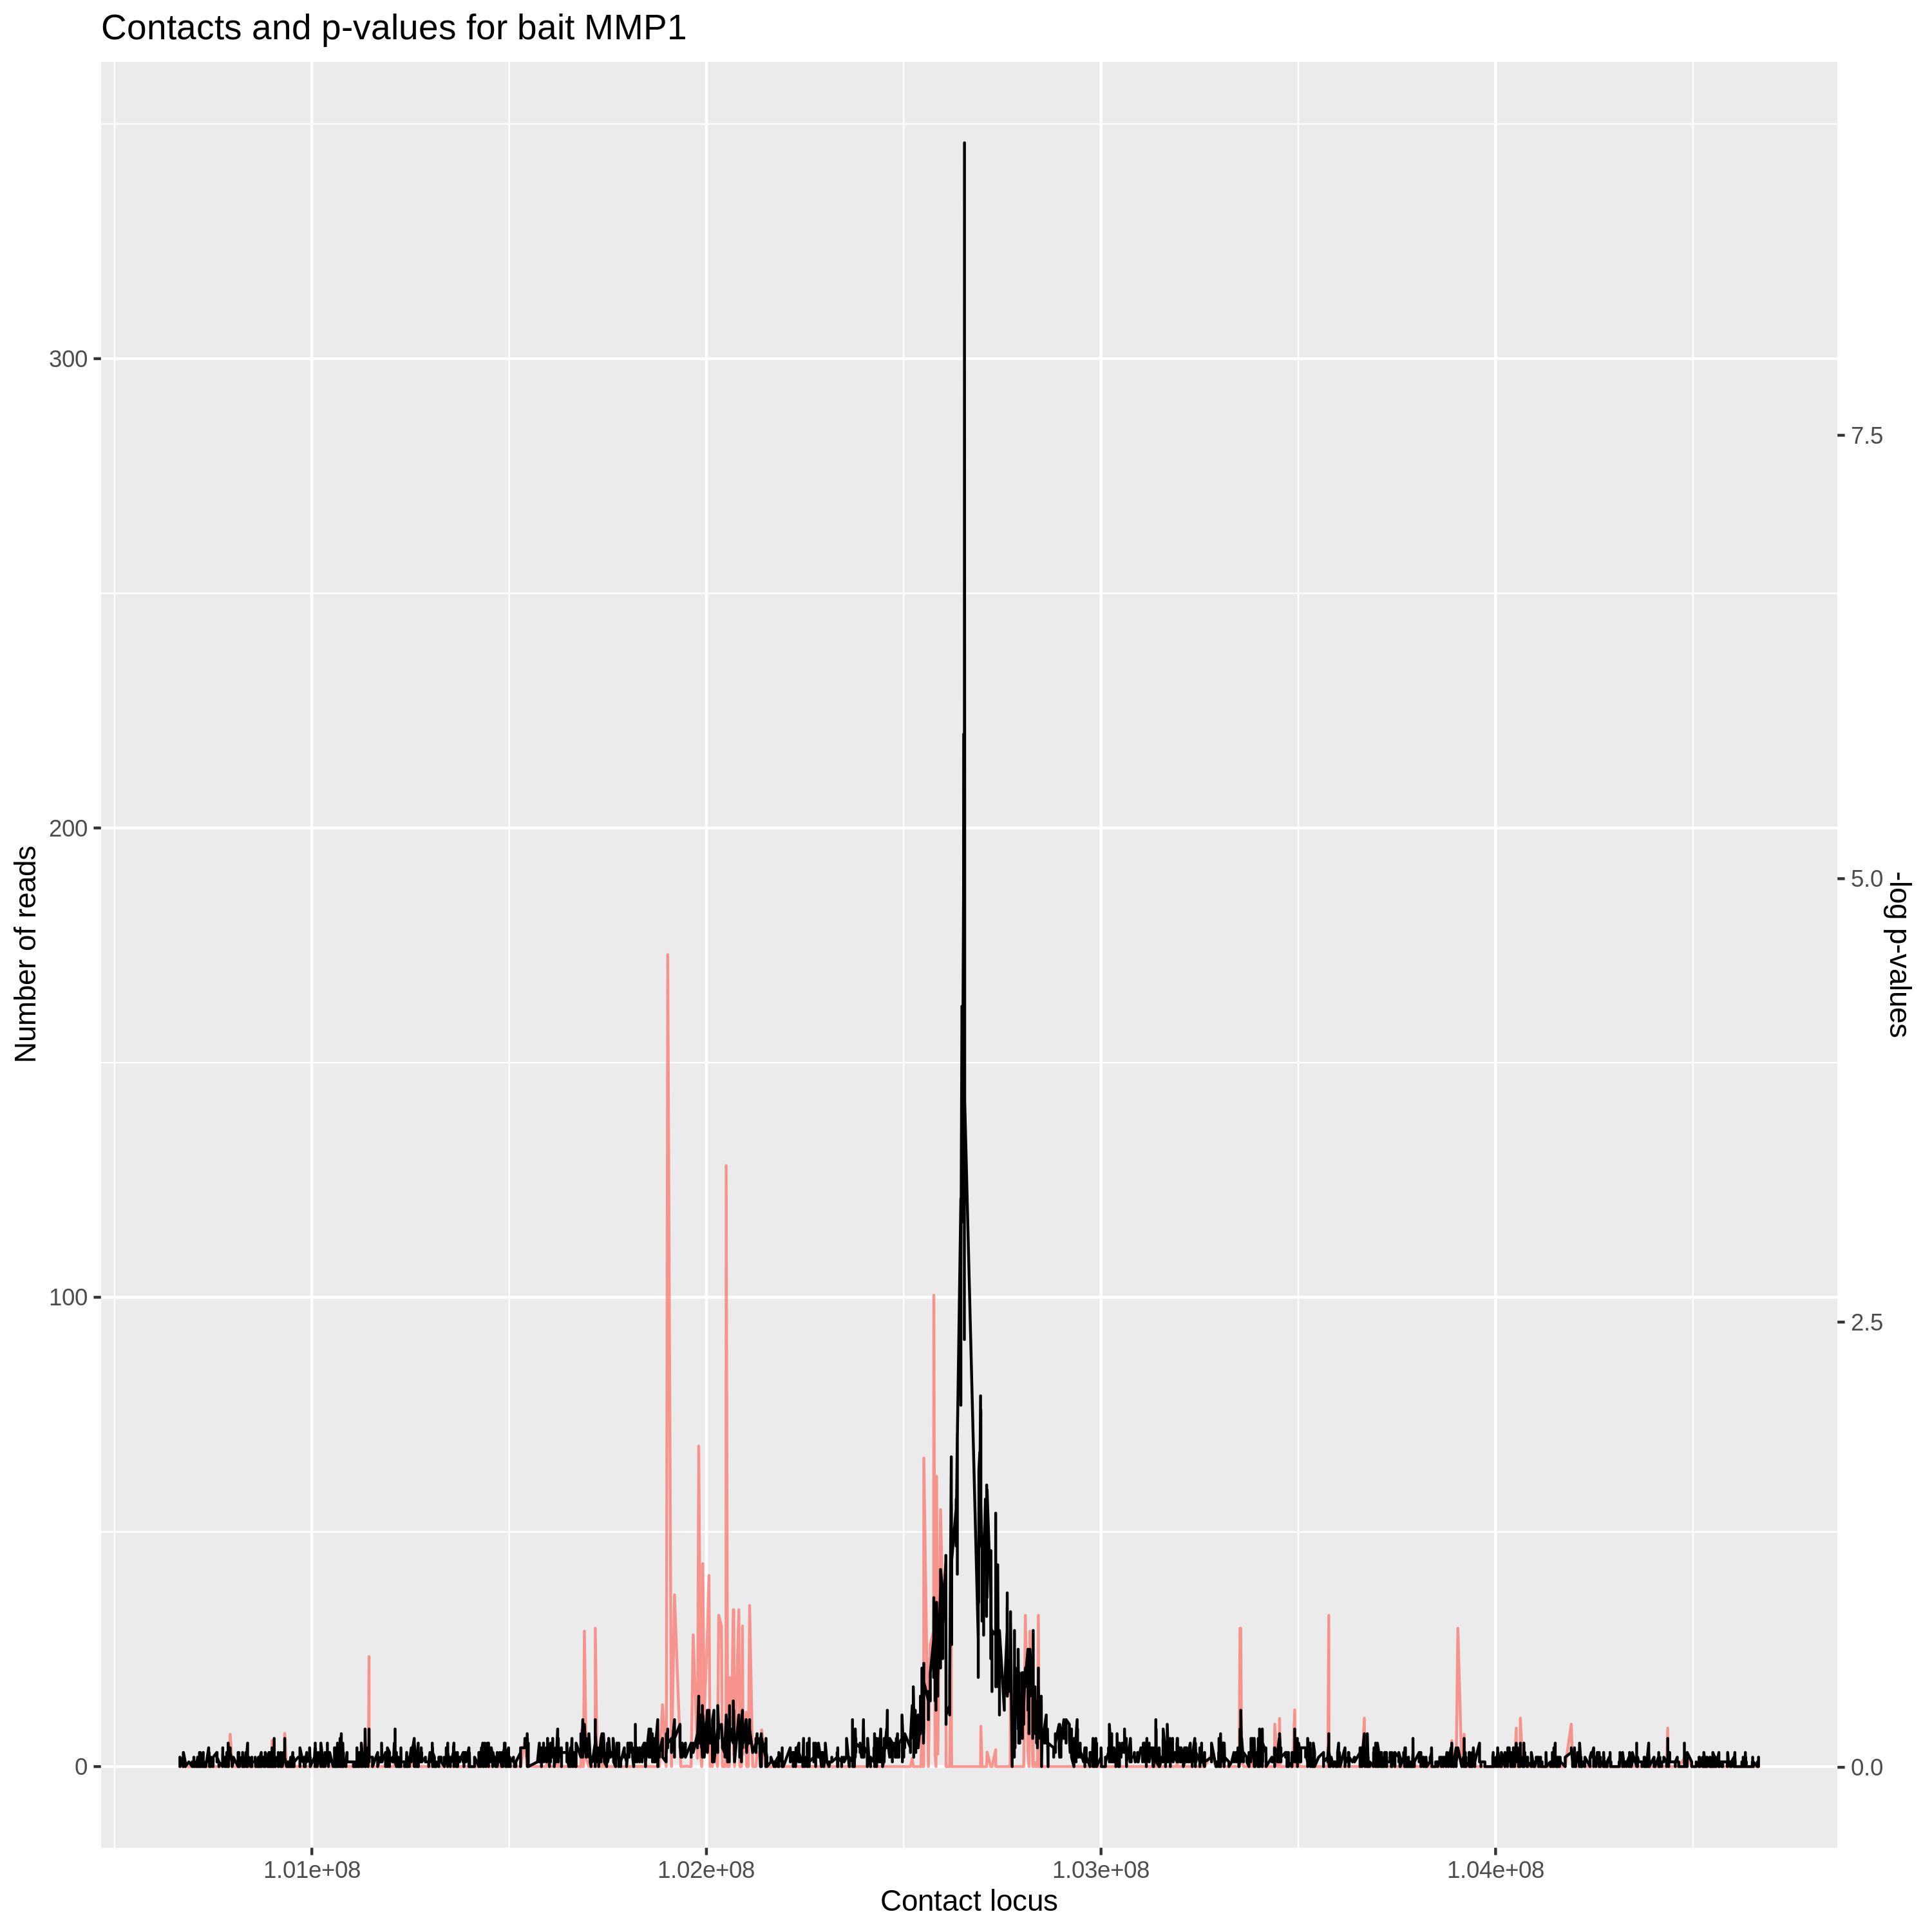 Contacts and p-values for bait MMP1
Number of reads
300
200
100
0
7.5
5.0
2.5
0.0
-log p-values
1.01e+08
1.02e+08
1.03e+08
1.04e+08
Contact locus